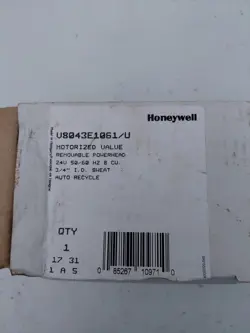 Honeywell
V8043E1061/U
MOTORIZED VALVE
REMOVABLE POWERHEAD
24V 50-60 HZ 8 CV.
3/4" I.D. SWEAT
AUTO RECYCLE
QTY
1
17 31
1 A 5
0 85267 10971 0